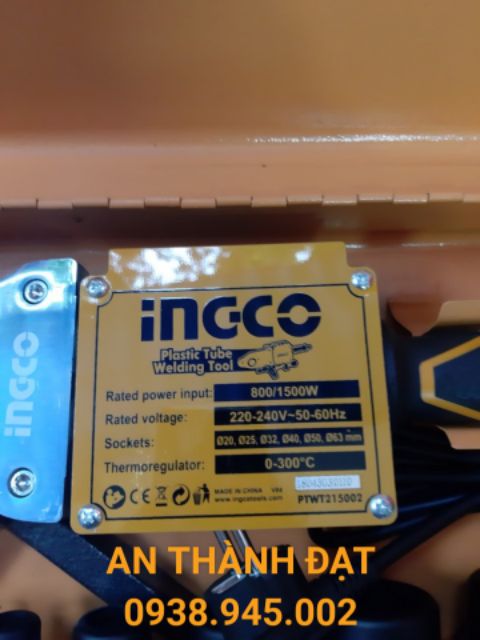 INGCO
INGCO
Plastic Tube
Welding Tool
Rated power input: 800/1500W
Rated voltage: 220-240V~50-60Hz
Sockets: Ø20, Ø25, Ø32, Ø40, Ø50, Ø63 mm
Thermoregulator: 0-300°C
CE
MADE IN CHINA
www.ingcotools.com
PTWT215002
AN THÀNH ĐẠT
0938.945.002